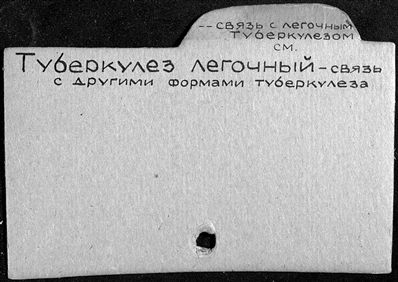 -- связь с легочным
туберкулезом
см.
Туберкулез легочный – связь
с другими формами туберкулеза